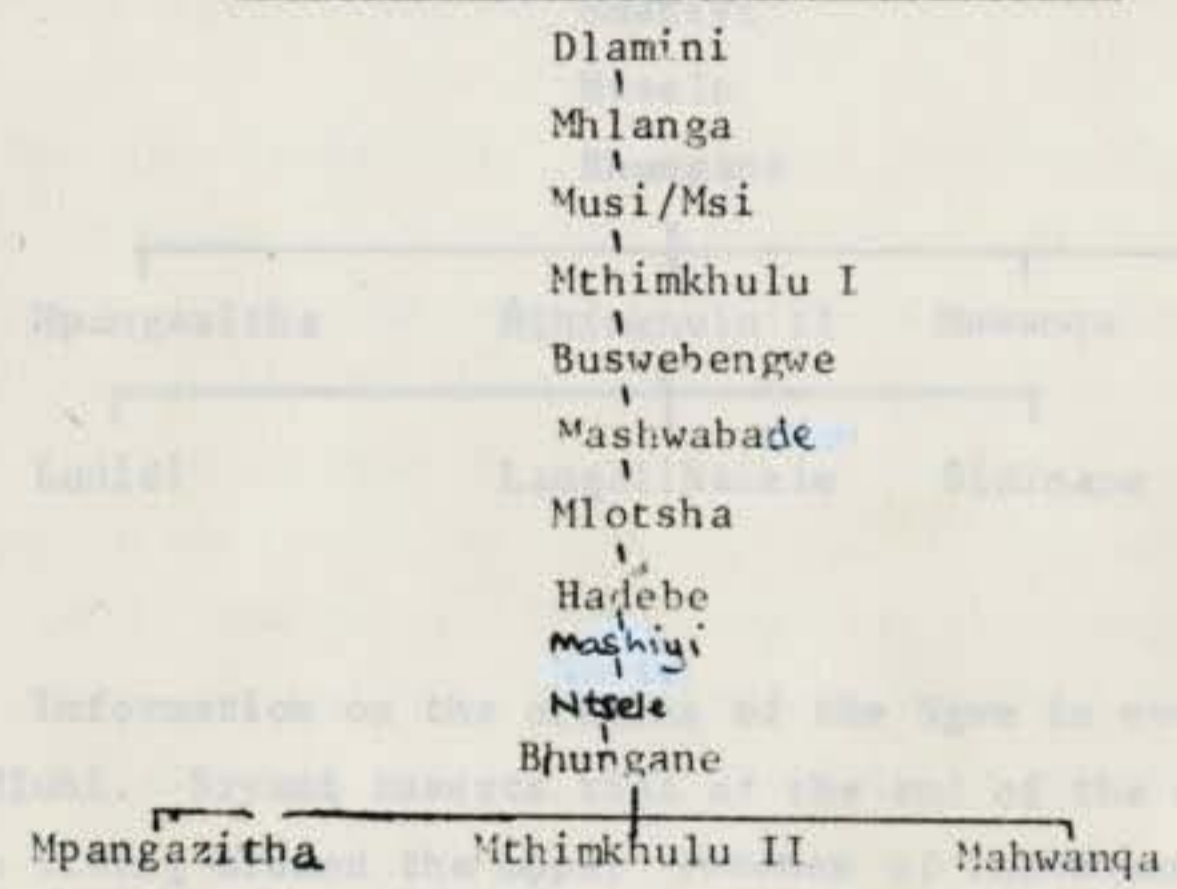 Dlamini
Mhlanga
Musi/Msi
Mthimkhulu I
Buswebengwe
Mashwabade
Mlotsha
Hadebe
Mashiyi
Ntsele
Bhungane
Mpangazitha Mthimkhulu II Mahwanqa